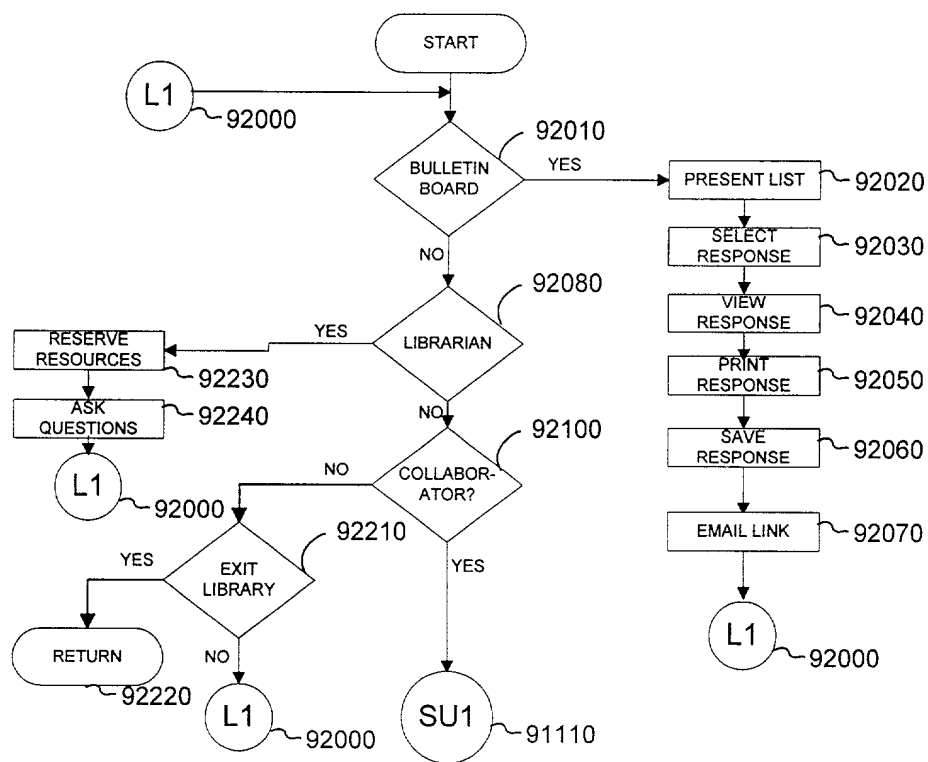 START
L1
92000
92010
BULLETIN
BOARD
YES
PRESENT LIST
92020
SELECT
RESPONSE
92030
NO
92080
VIEW
RESPONSE
92040
LIBRARIAN
YES
RESERVE
RESOURCES
92230
PRINT
RESPONSE
92050
ASK
QUESTIONS
92240
NO
92100
SAVE
RESPONSE
92060
L1
92000
COLLABOR-
ATOR?
NO
92210
EMAIL LINK
92070
YES
EXIT
LIBRARY
YES
L1
92000
RETURN
92220
NO
L1
92000
SU1
91110